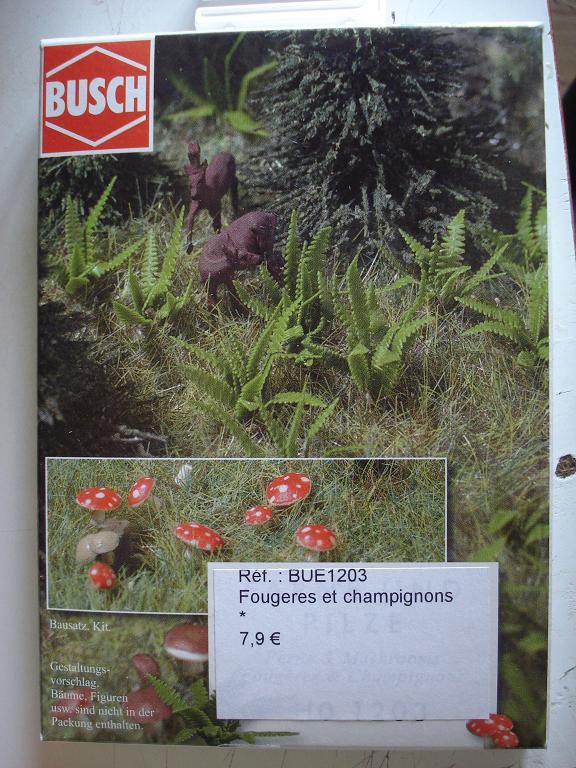 BUSCH
Réf. : BUE1203
Fougeres et champignons
*
7,9 €
PILZE
Bausatz. Kit.
Gestaltungs-
vorschlag.
Bäume, Figuren
usw. sind nicht in der
Packung enthalten.